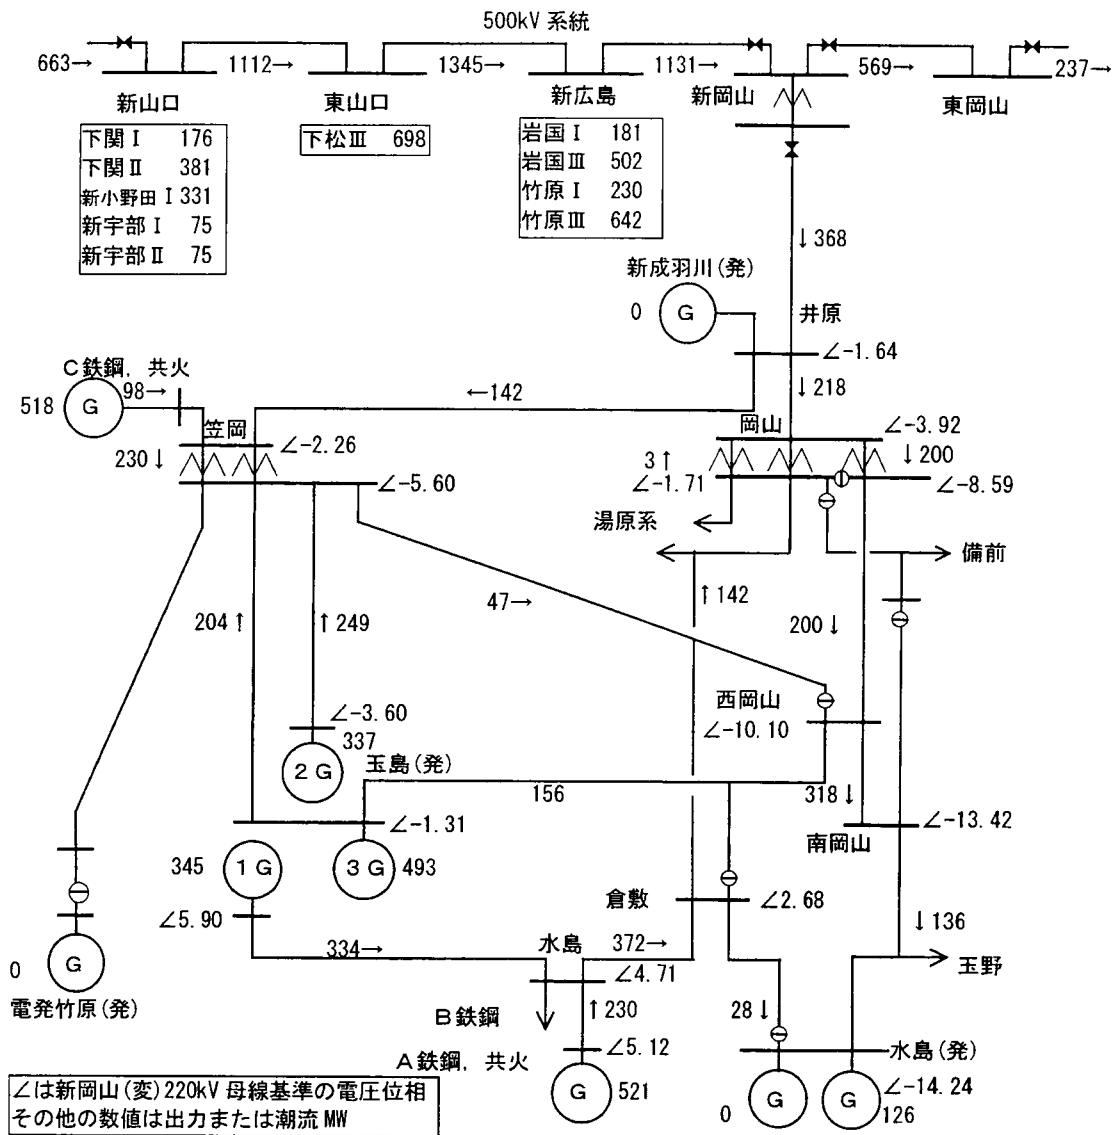 500kV 系統
663→
1112→
1345→
1131→
569→
237→
新山口
東山口
新広島
新岡山
東岡山
下関Ⅰ 176
下関Ⅱ 381
新小野田Ⅰ 331
新宇部Ⅰ 75
新宇部Ⅱ 75
下松Ⅲ 698
岩国Ⅰ 181
岩国Ⅲ 502
竹原Ⅰ 230
竹原Ⅲ 642
↓368
新成羽川(発)
0
G
井原
∠-1.64
C鉄鋼，共火
98→
518
G
←142
↓218
笠岡
∠-2.26
岡山
∠-3.92
230↓
3↑
↓200
∠-5.60
∠-1.71
∠-8.59
湯原系
備前
47→
↑142
204↑
↑249
200↓
西岡山
∠-10.10
∠-3.60
337
2G
玉島(発)
156
318↓
∠-1.31
∠-13.42
南岡山
345
1G
3G
493
倉敷
∠2.68
∠5.90
334→
水島
372→
↓136
玉野
0
G
∠4.71
電発竹原(発)
B鉄鋼
↑230
28↓
∠5.12
水島(発)
A鉄鋼，共火
G
521
0
G
G
∠-14.24
126
∠は新岡山(変)220kV 母線基準の電圧位相
その他の数値は出力または潮流 MW